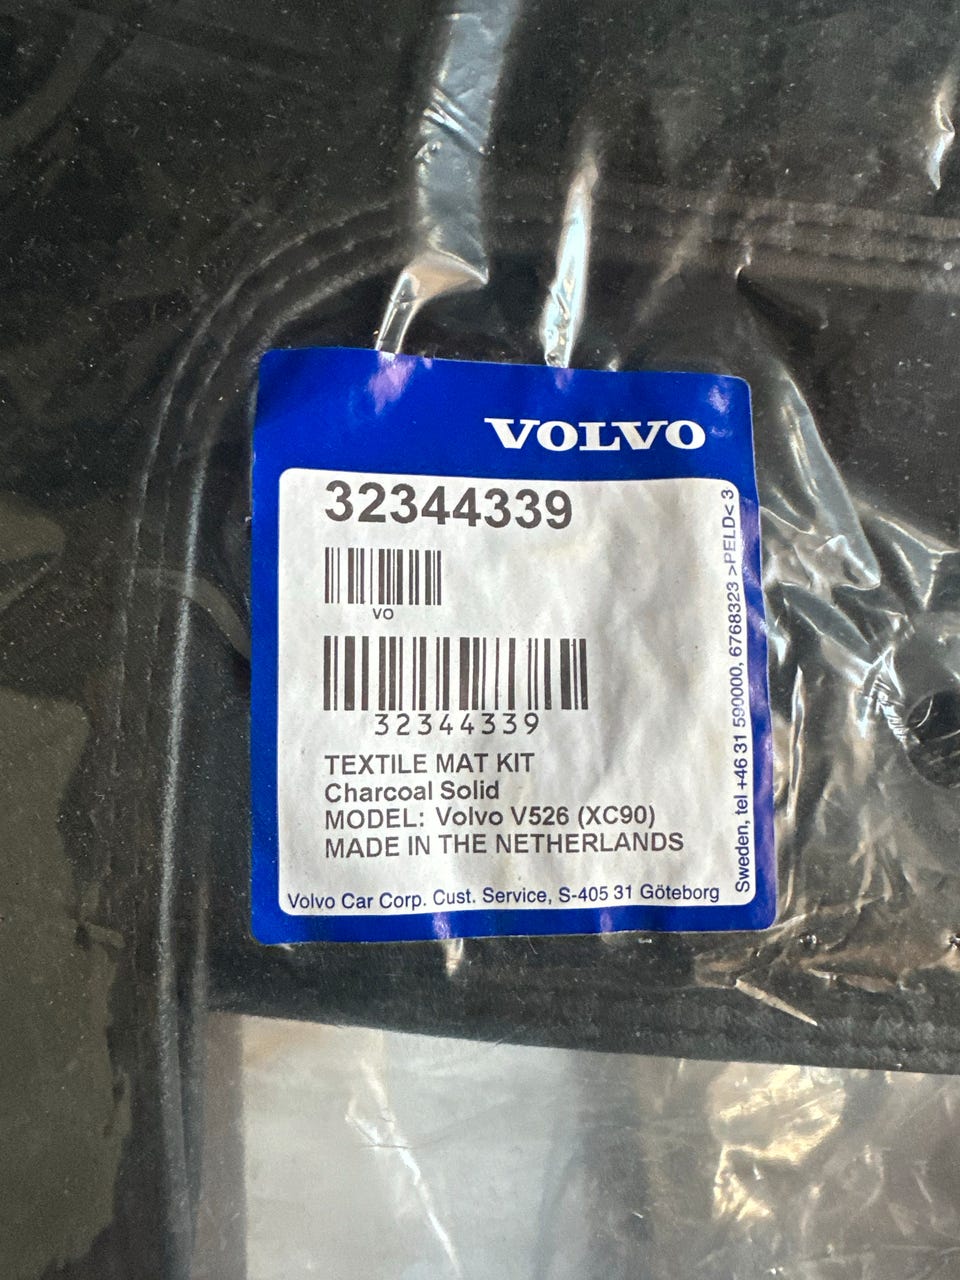 VOLVO
32344339
VO
32344339
TEXTILE MAT KIT
Charcoal Solid
MODEL: Volvo V526 (XC90)
MADE IN THE NETHERLANDS
Volvo Car Corp. Cust. Service, S-405 31 Göteborg
Sweden, tel +46 31 590000, 6768323 >PELD< 3